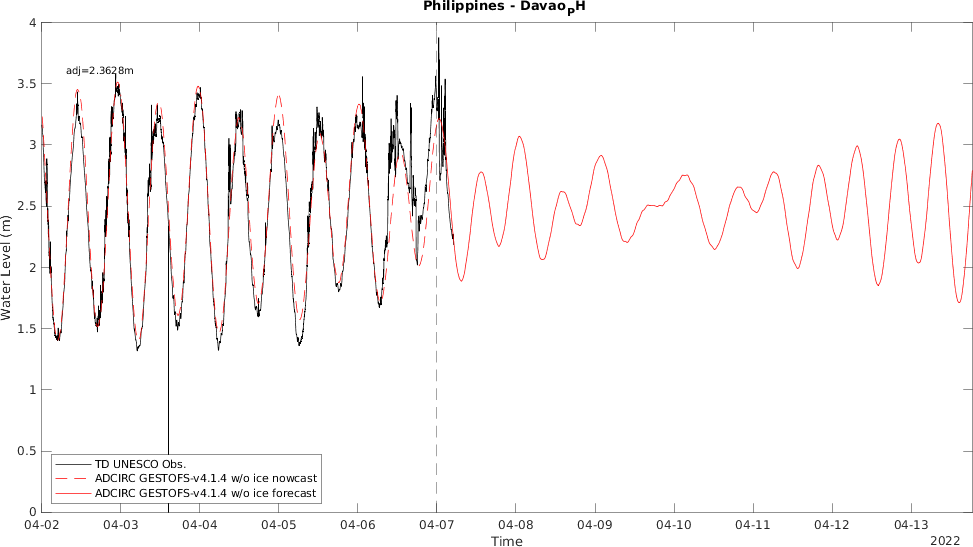 Philippines - Davao_pH
4
adj=2.3628m
3.5
3
2.5
2
1.5
1
0.5
0
Water Level (m)
TD UNESCO Obs.
ADCIRC GESTOFS-v4.1.4 w/o ice nowcast
ADCIRC GESTOFS-v4.1.4 w/o ice forecast
04-02 04-03 04-04 04-05 04-06 04-07 04-08 04-09 04-10 04-11 04-12 04-13
Time
2022